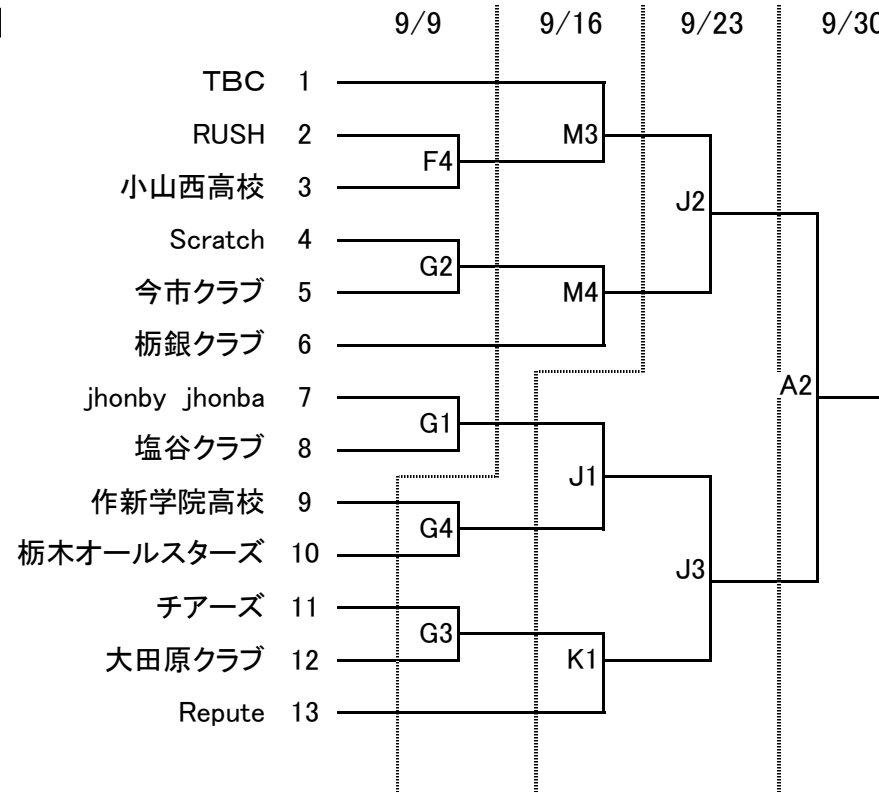 9/9 9/16 9/23 9/30
TBC 1
RUSH 2
M3
F4
小山西高校 3
J2
Scratch 4
G2
今市クラブ 5
M4
栃銀クラブ 6
A2
jhonby jhonba 7
G1
塩谷クラブ 8
J1
作新学院高校 9
G4
栃木オールスターズ 10
J3
チアーズ 11
G3
大田原クラブ 12
K1
Repute 13